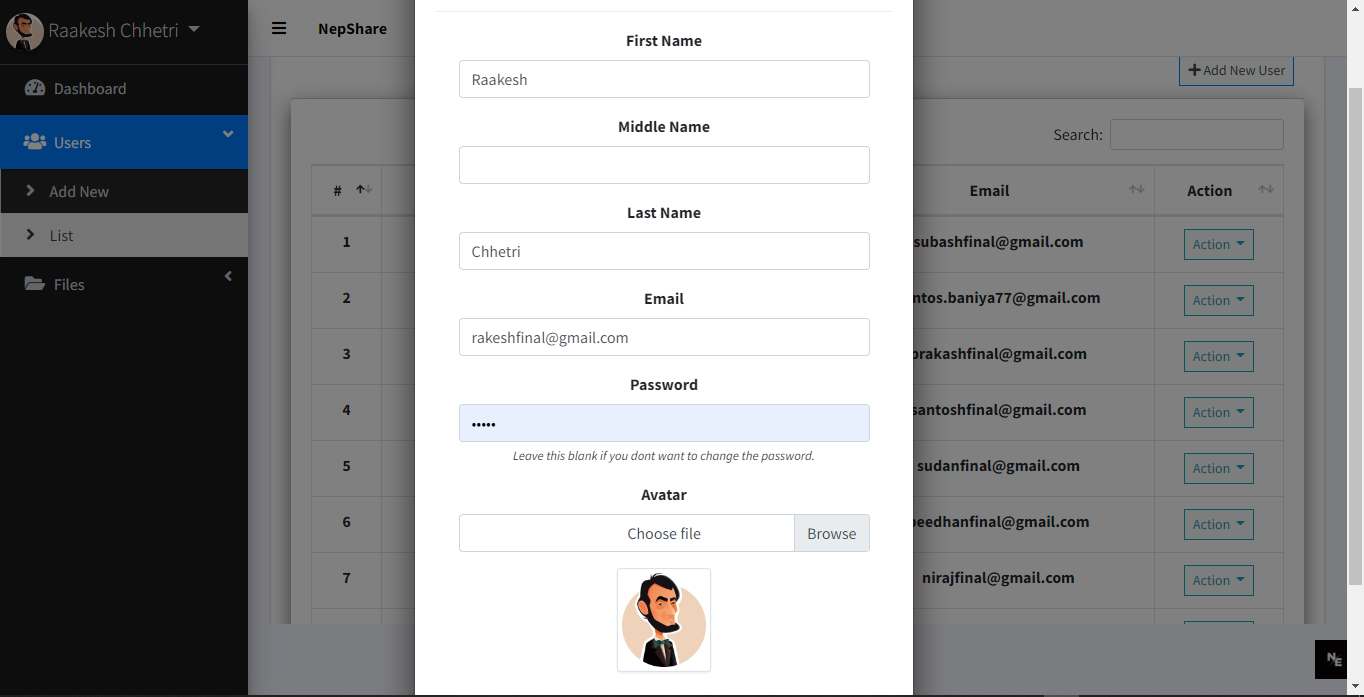 Raakesh Chhetri
Dashboard
Users
Add New
List
Files
NepShare
Add New User
Search:
#
Email
Action
1
subashfinal@gmail.com
Action
2
ntos.baniya77@gmail.com
Action
3
prakashfinal@gmail.com
Action
4
santoshfinal@gmail.com
Action
5
sudanfinal@gmail.com
Action
6
eedhanfinal@gmail.com
Action
7
nirajfinal@gmail.com
Action
First Name
Raakesh
Middle Name
Last Name
Chhetri
Email
rakeshfinal@gmail.com
Password
•••••
Leave this blank if you dont want to change the password.
Avatar
Choose file
Browse
NE